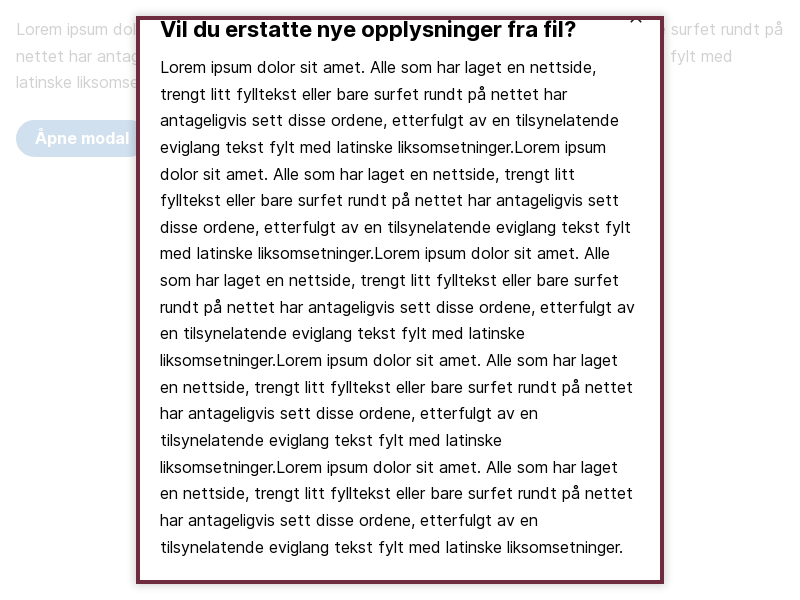 Lorem ipsum dol
surfet rundt på
nettet har antag
fylt med
latinske liksomse
Åpne modal
Vil du erstatte nye opplysninger fra fil?
Lorem ipsum dolor sit amet. Alle som har laget en nettside,
trengt litt fylltekst eller bare surfet rundt på nettet har
antageligvis sett disse ordene, etterfulgt av en tilsynelatende
eviglang tekst fylt med latinske liksomsetninger.Lorem ipsum
dolor sit amet. Alle som har laget en nettside, trengt litt
fylltekst eller bare surfet rundt på nettet har antageligvis sett
disse ordene, etterfulgt av en tilsynelatende eviglang tekst fylt
med latinske liksomsetninger.Lorem ipsum dolor sit amet. Alle
som har laget en nettside, trengt litt fylltekst eller bare surfet
rundt på nettet har antageligvis sett disse ordene, etterfulgt av
en tilsynelatende eviglang tekst fylt med latinske
liksomsetninger.Lorem ipsum dolor sit amet. Alle som har laget
en nettside, trengt litt fylltekst eller bare surfet rundt på nettet
har antageligvis sett disse ordene, etterfulgt av en
tilsynelatende eviglang tekst fylt med latinske
liksomsetninger.Lorem ipsum dolor sit amet. Alle som har laget
en nettside, trengt litt fylltekst eller bare surfet rundt på nettet
har antageligvis sett disse ordene, etterfulgt av en
tilsynelatende eviglang tekst fylt med latinske liksomsetninger.